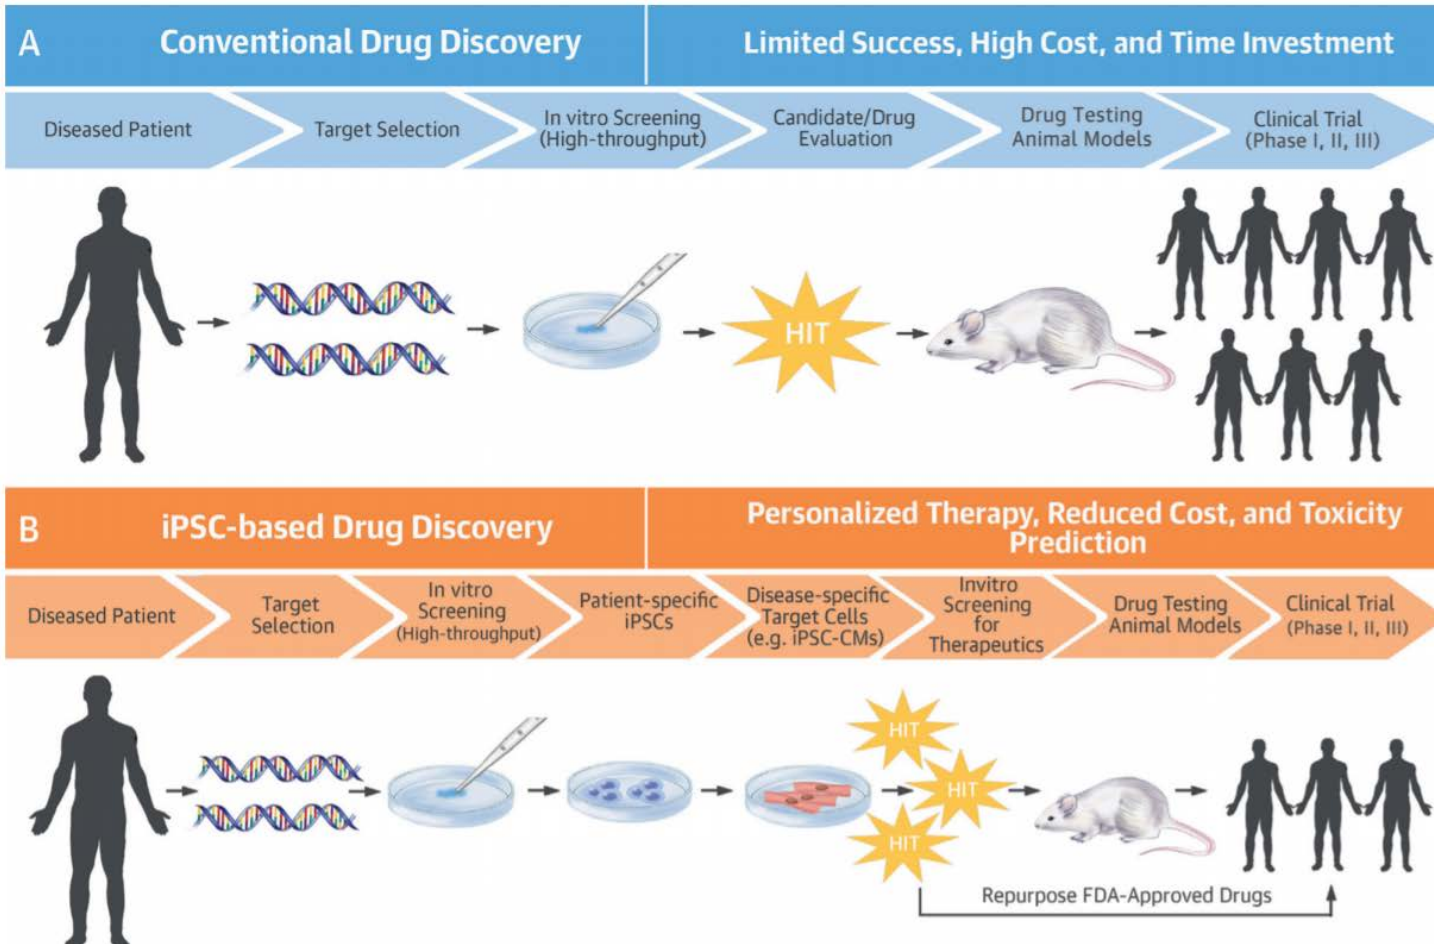 A
Conventional Drug Discovery
Limited Success, High Cost, and Time Investment
Diseased Patient
Target Selection
In vitro Screening
(High-throughput)
Candidate/Drug
Evaluation
Drug Testing
Animal Models
Clinical Trial
(Phase I, II, III)
HIT
B
iPSC-based Drug Discovery
Personalized Therapy, Reduced Cost, and Toxicity
Prediction
Diseased Patient
Target
Selection
In vitro
Screening
(High-throughput)
Patient-specific
iPSCs
Disease-specific
Target Cells
(e.g. iPSC-CMs)
Invitro
Screening
for
Therapeutics
Drug Testing
Animal Models
Clinical Trial
(Phase I, II, III)
HIT
HIT
HIT
Repurpose FDA-Approved Drugs